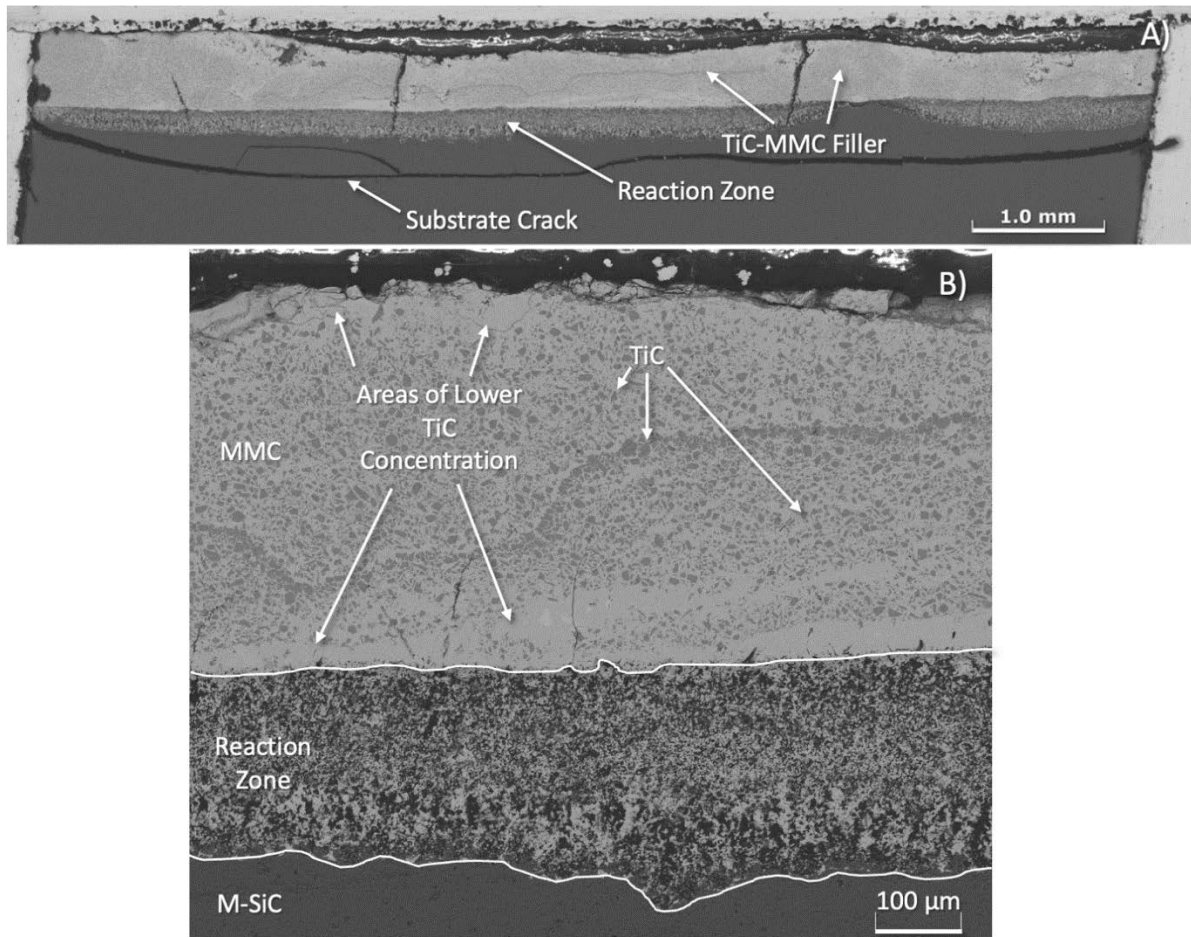 A)
TiC-MMC Filler
Reaction Zone
Substrate Crack
1.0 mm
B)
TiC
Areas of Lower
TiC
Concentration
MMC
Reaction
Zone
M-SiC
100 µm